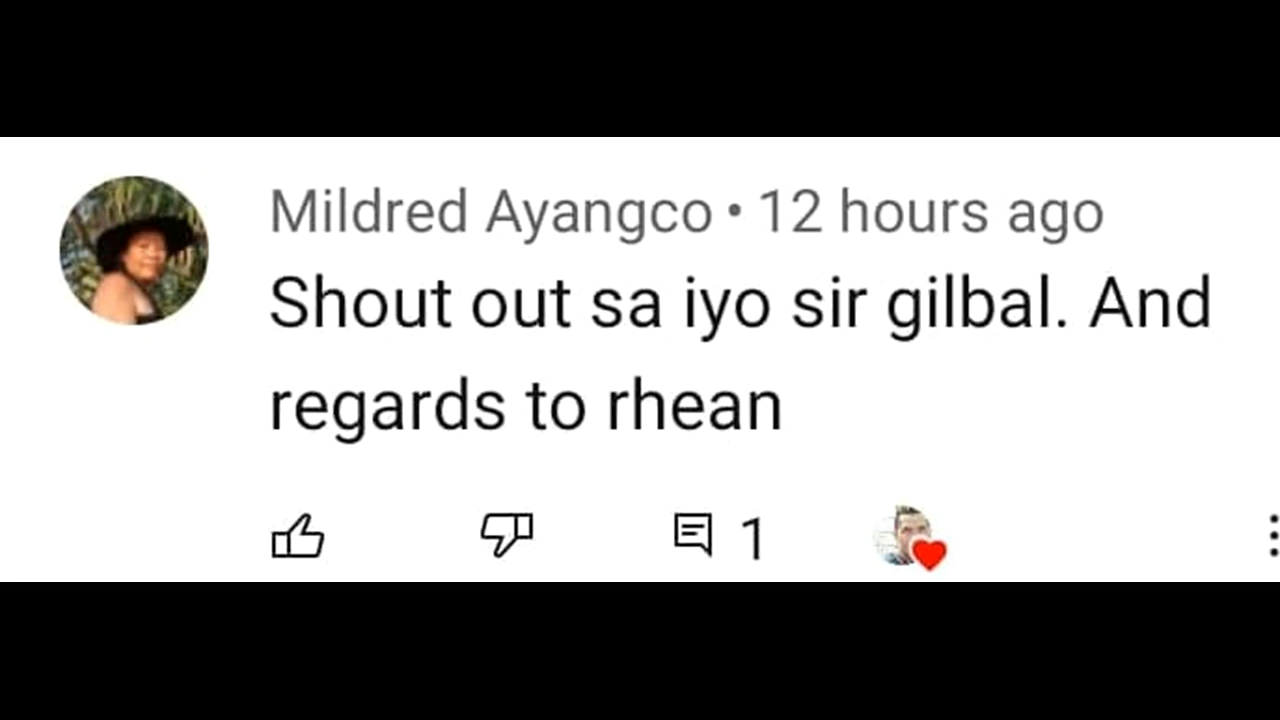 Mildred Ayangco • 12 hours ago
Shout out sa iyo sir gilbal. And
regards to rhean
1